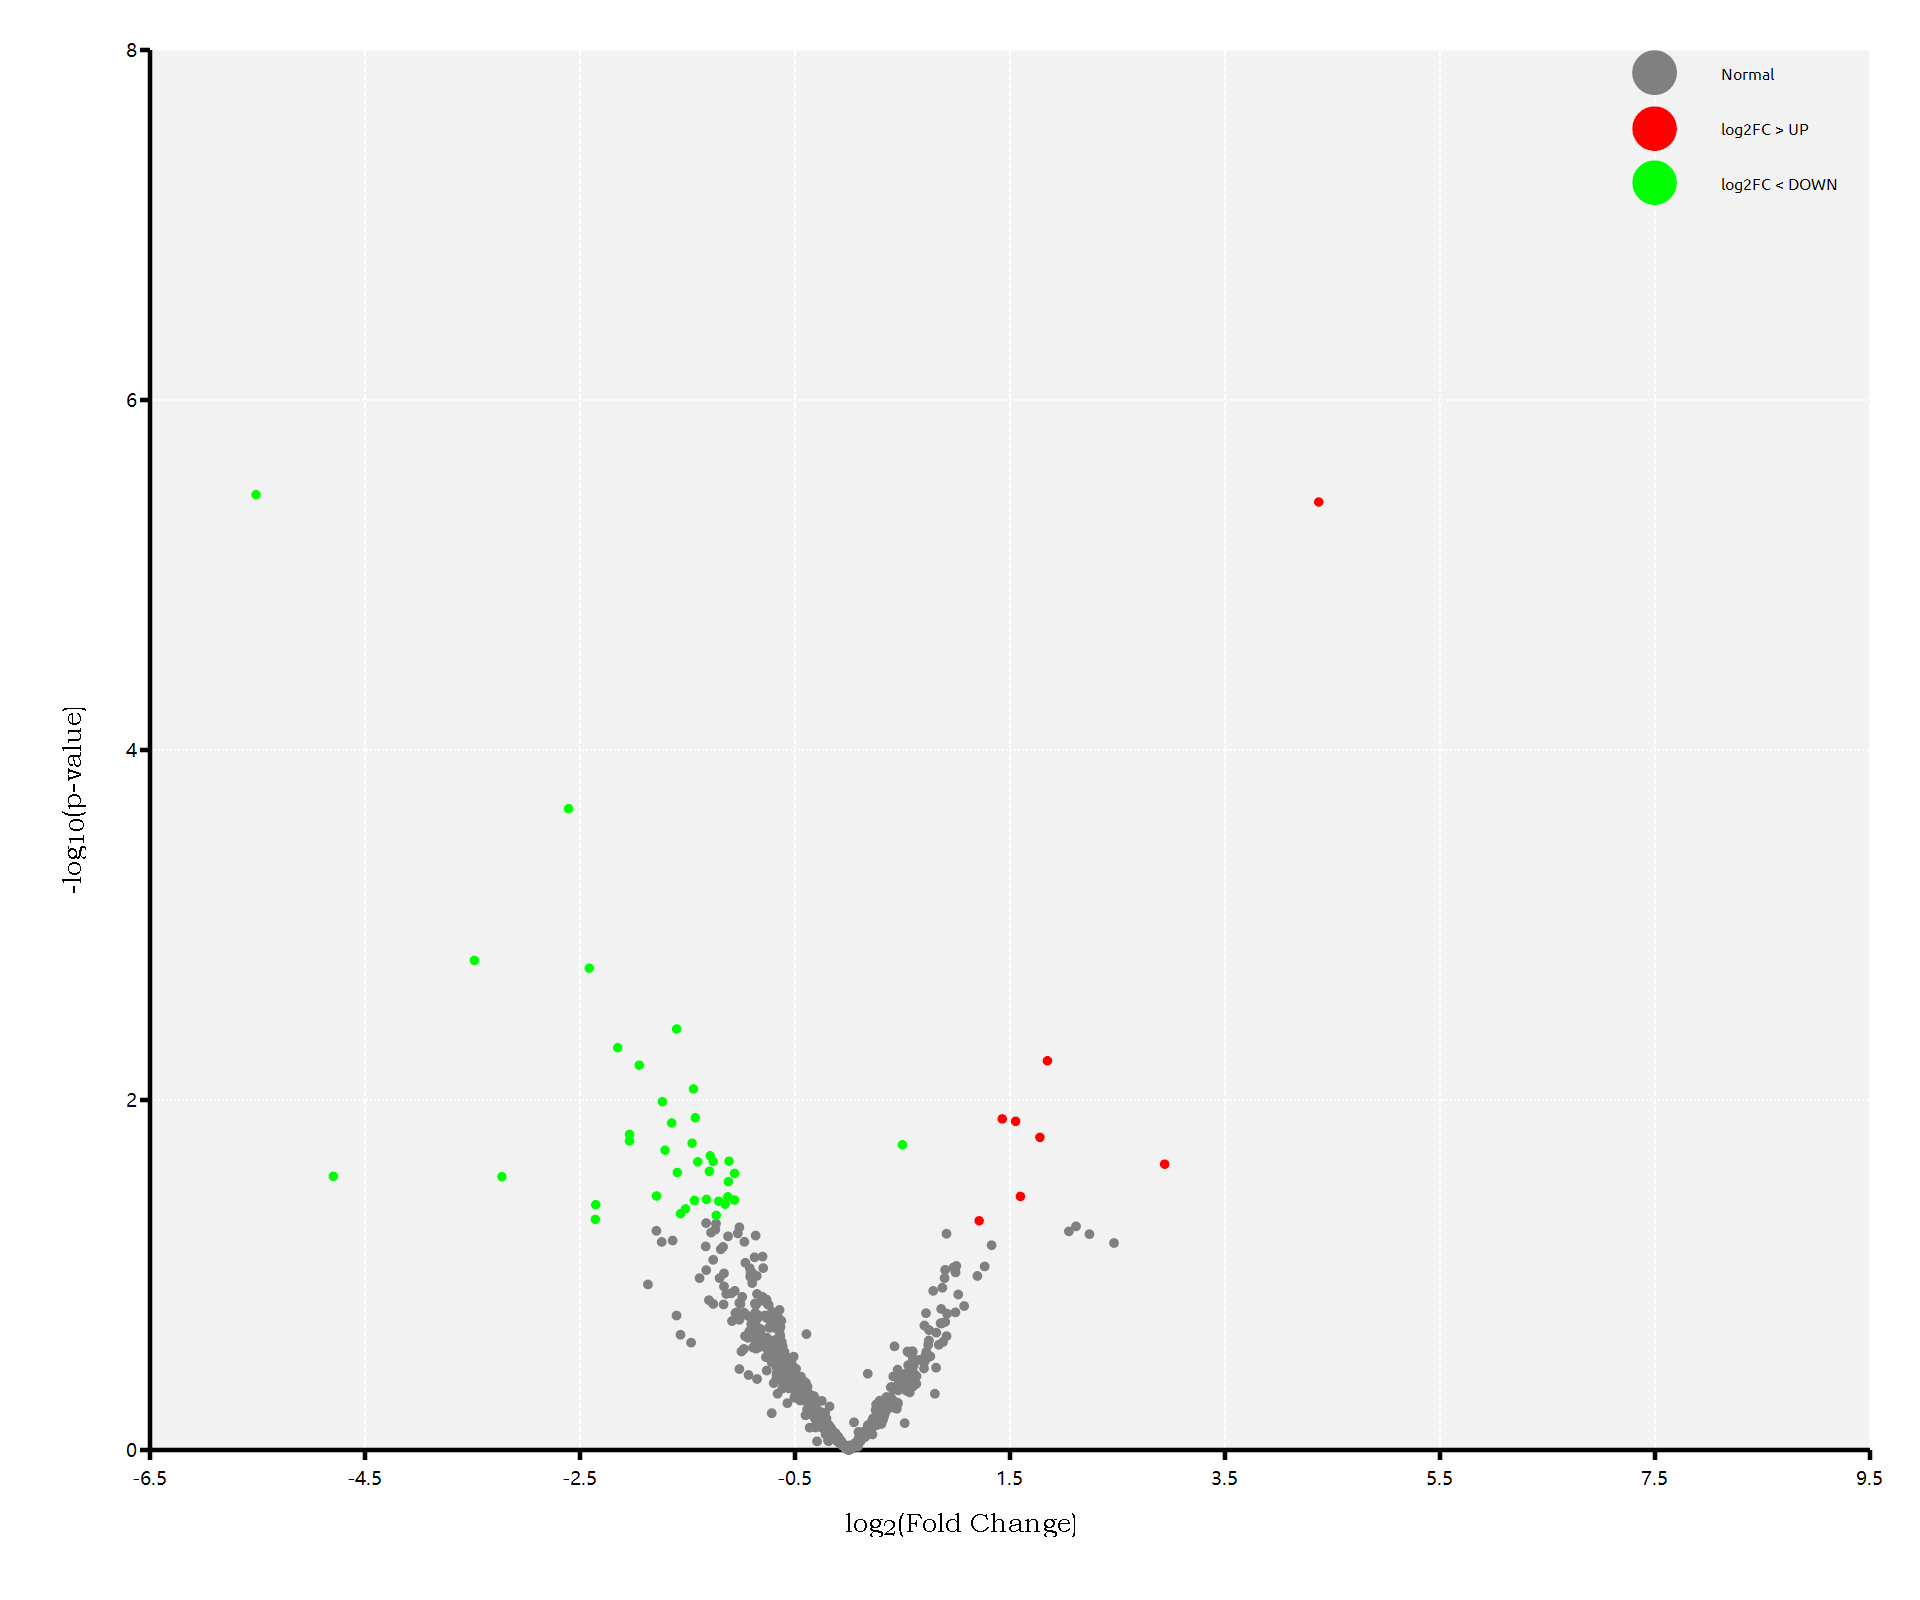 8
Normal
log2FC > UP
log2FC < DOWN
6
4
-log10(p-value)
2
0
-6.5 -4.5 -2.5 -0.5 1.5 3.5 5.5 7.5 9.5
log2(Fold Change)